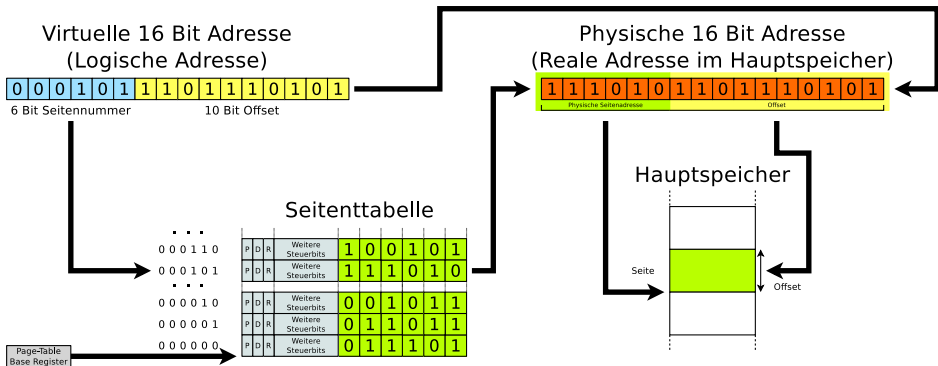 Virtuelle 16 Bit Adresse
(Logische Adresse)
0 0 0 1 0 1 1 1 0 1 1 1 0 1 0 1
6 Bit Seitennummer
10 Bit Offset
Physische 16 Bit Adresse
(Reale Adresse im Hauptspeicher)
1 1 1 0 1 0 1 1 0 1 1 1 0 1 0 1
Physische Seitenadresse
Offset
Hauptspeicher
Seite
Offset
Seitenttabelle
. . .
0 0 0 1 1 0 P D R Weitere Steuerbits 1 0 0 1 0 1
0 0 0 1 0 1 P D R Weitere Steuerbits 1 1 1 0 1 0
. . .
0 0 0 0 1 0 P D R Weitere Steuerbits 0 0 1 0 1 1
0 0 0 0 0 1 P D R Weitere Steuerbits 0 1 1 0 1 1
0 0 0 0 0 0 P D R Weitere Steuerbits 0 1 1 1 0 1
Page-Table
Base Register